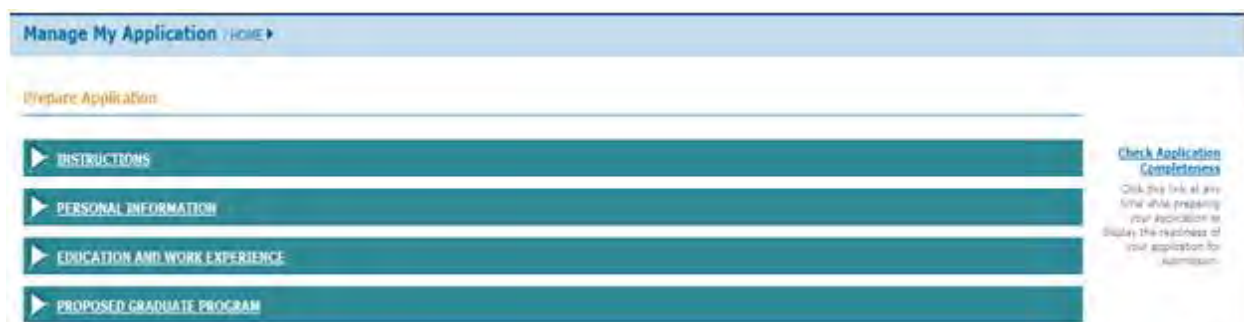 Manage My Application / HOME
Prepare Application
INSTRUCTIONS
PERSONAL INFORMATION
EDUCATION AND WORK EXPERIENCE
PROPOSED GRADUATE PROGRAM
Check Application
Completeness
Click this link at any
time while preparing
your application to
display the readiness of
your application for
submission.